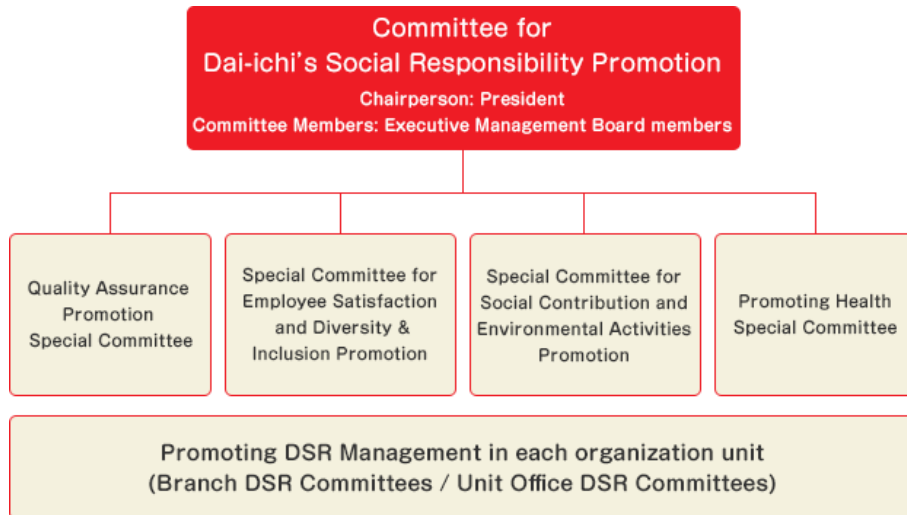 Committee for
Dai-ichi's Social Responsibility Promotion
Chairperson: President
Committee Members: Executive Management Board members
Quality Assurance
Promotion
Special Committee
Special Committee for
Employee Satisfaction
and Diversity &
Inclusion Promotion
Special Committee for
Social Contribution and
Environmental Activities
Promotion
Promoting Health
Special Committee
Promoting DSR Management in each organization unit
(Branch DSR Committees / Unit Office DSR Committees)